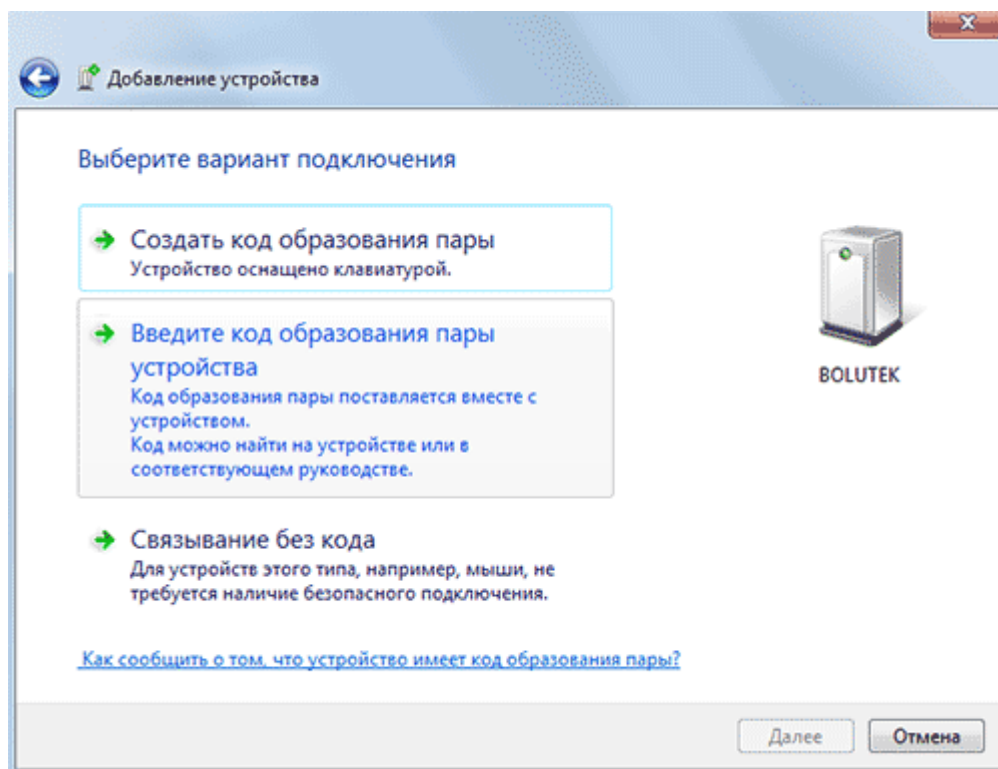 Добавление устройства
Выберите вариант подключения
Создать код образования пары
Устройство оснащено клавиатурой.
Введите код образования пары
устройства
Код образования пары поставляется вместе с
устройством.
Код можно найти на устройстве или в
соответствующем руководстве.
BOLUTEK
Связывание без кода
Для устройств этого типа, например, мыши, не
требуется наличие безопасного подключения.
Как сообщить о том, что устройство имеет код образования пары?
Далее
Отмена